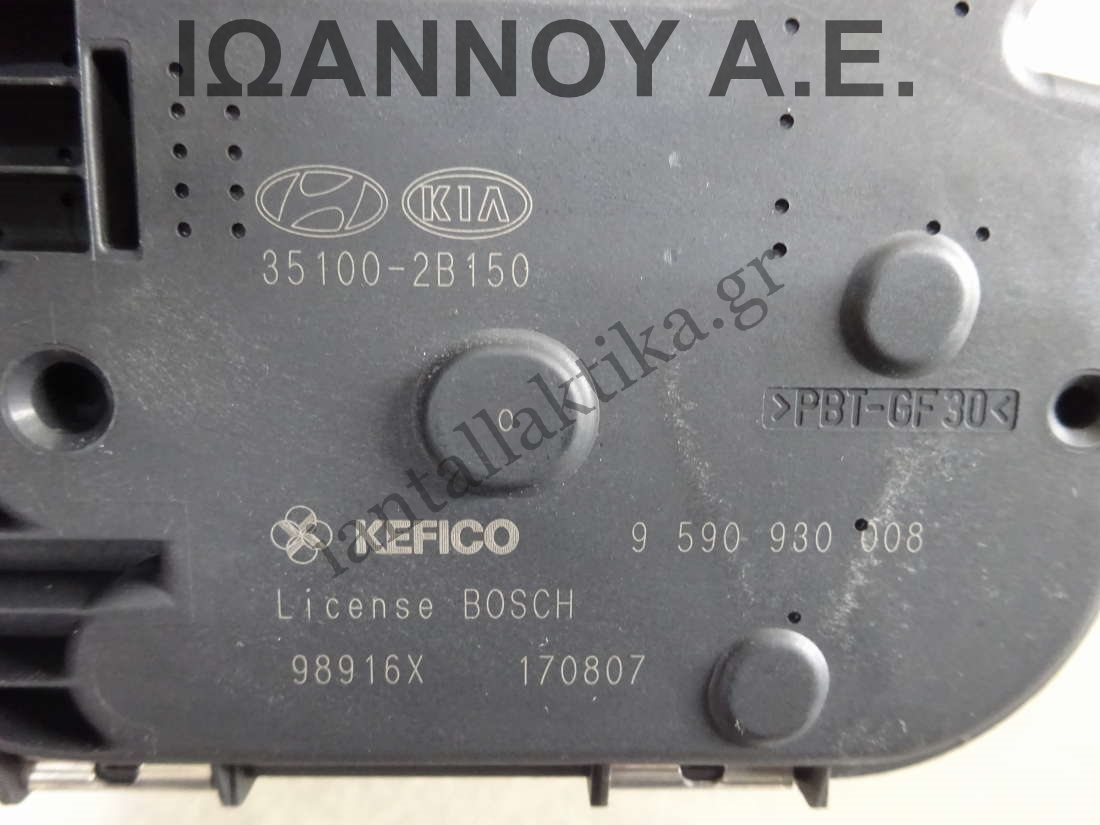 ΙΩΑΝΝΟΥ Α.Ε.
KIA
35100-2B150
>PBT-GF30<
KEFICO 9 590 930 008
License BOSCH
98916X 170807
iantallaktika.gr